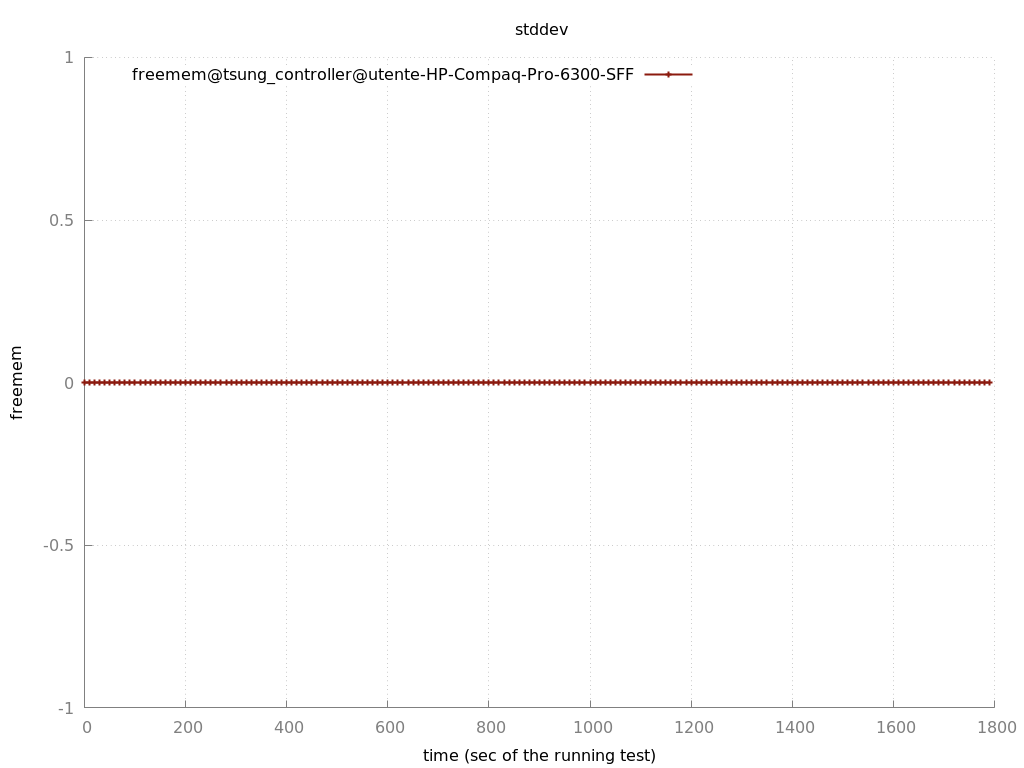 stddev
freemem@tsung_controller@utente-HP-Compaq-Pro-6300-SFF
1
0.5
0
-0.5
-1
freemem
0 200 400 600 800 1000 1200 1400 1600 1800
time (sec of the running test)